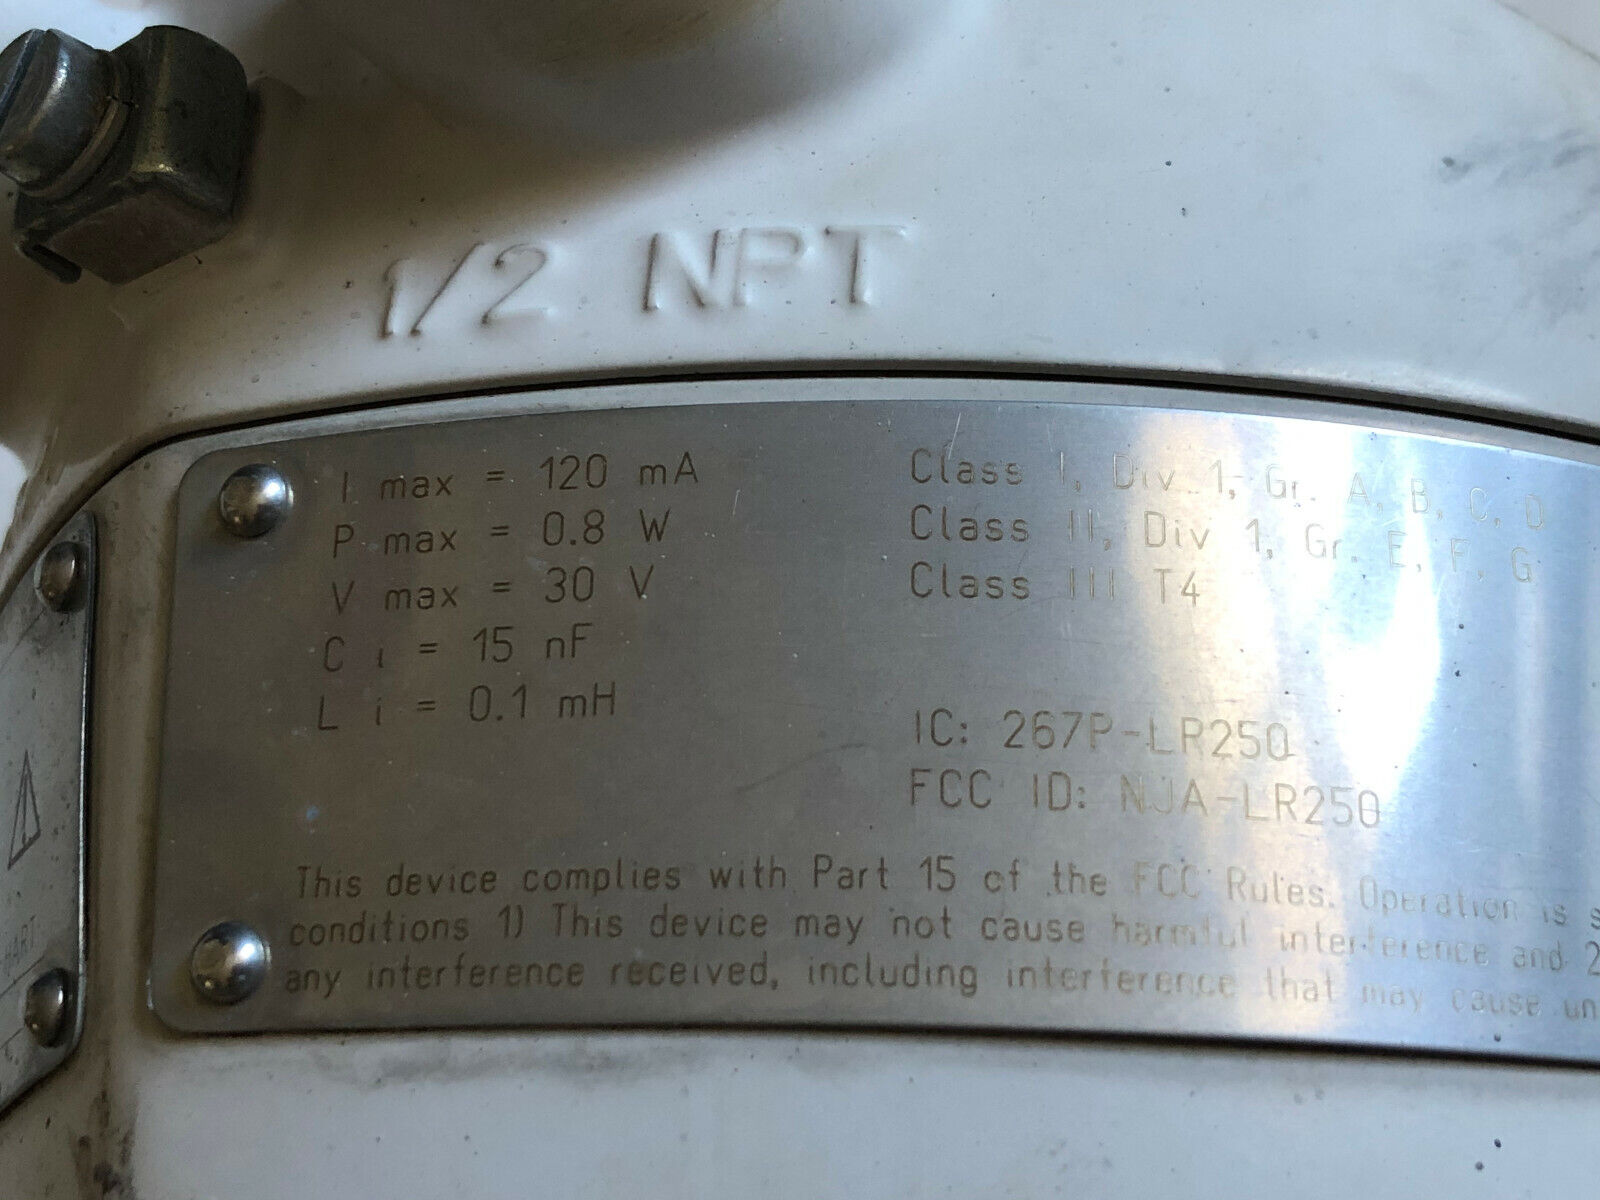 1/2 NPT
I max = 120 mA
P max = 0.8 W
V max = 30 V
C i = 15 nF
L i = 0.1 mH
Class I, Div 1, Gr. A, B, C, D
Class II, Div 1, Gr. E, F, G
Class III T4
IC: 267P-LR250
FCC ID: NJA-LR250
This device complies with Part 15 of the FCC Rules. Operation is s
conditions 1) This device may not cause harmful interference and 2
any interference received, including interference that may cause un
HART